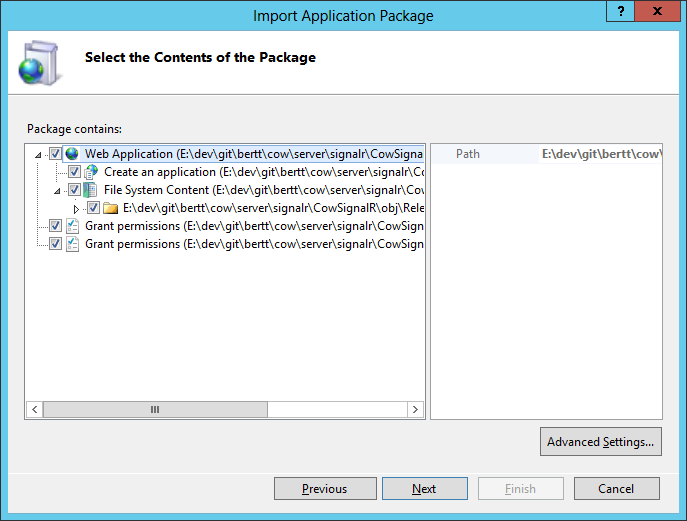 Import Application Package
?
x
Select the Contents of the Package
Package contains:
Web Application (E:\dev\git\bertt\cow\server\signalr\CowSigna
Create an application (E:\dev\git\bertt\cow\server\signalr\Co
File System Content (E:\dev\git\bertt\cow\server\signalr\Cow
E:\dev\git\bertt\cow\server\signalr\CowSignalR\obj\Rele
Grant permissions (E:\dev\git\bertt\cow\server\signalr\CowSign
Grant permissions (E:\dev\git\bertt\cow\server\signalr\CowSign
Path E:\dev\git\bertt\cow\
Advanced Settings...
Previous
Next
Finish
Cancel